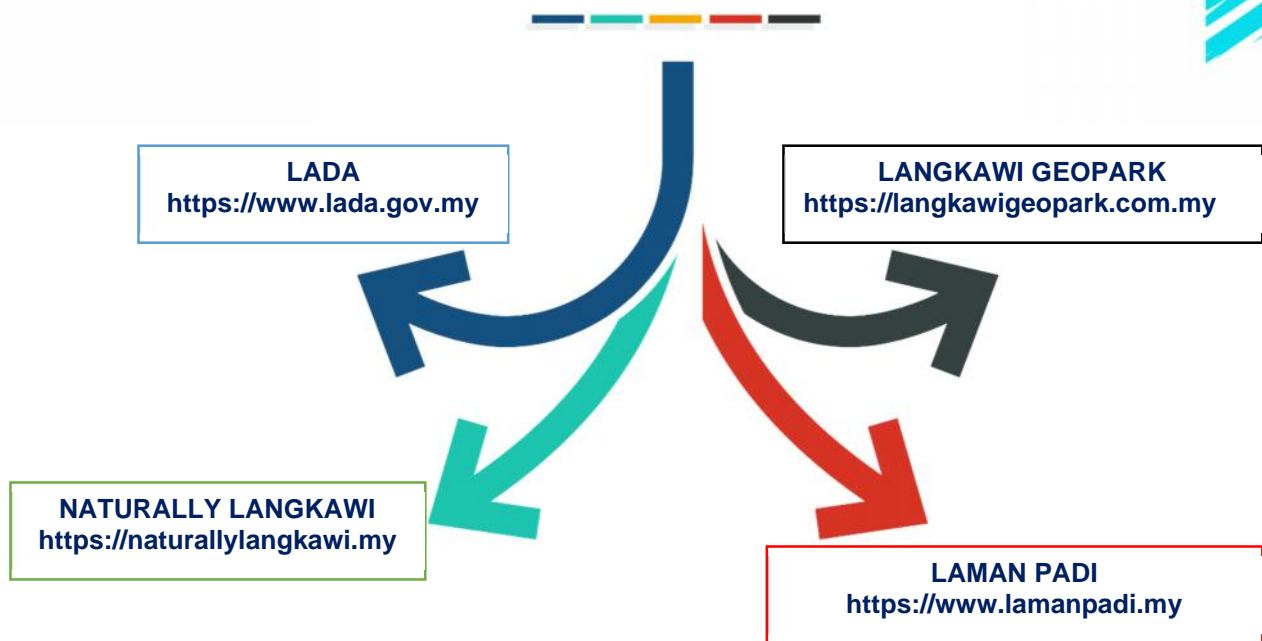 LADA
https://www.lada.gov.my
LANGKAWI GEOPARK
https://langkawigeopark.com.my
NATURALLY LANGKAWI
https://naturallylangkawi.my
LAMAN PADI
https://www.lamanpadi.my